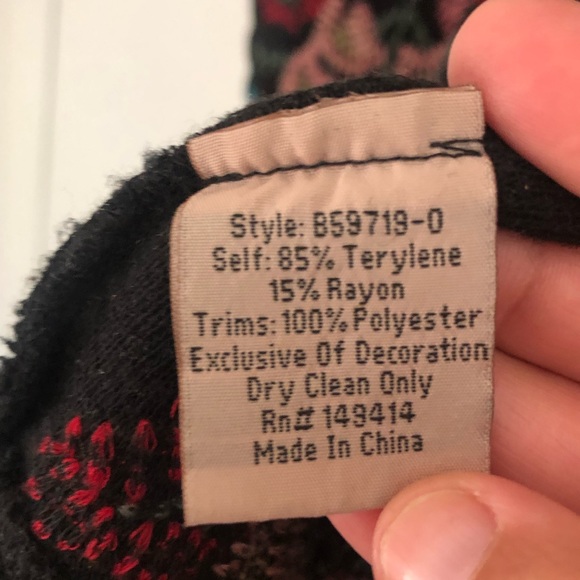 Style: B59719-0
Self: 85% Terylene
15% Rayon
Trims: 100% Polyester
Exclusive Of Decoration
Dry Clean Only
Rn# 149414
Made In China